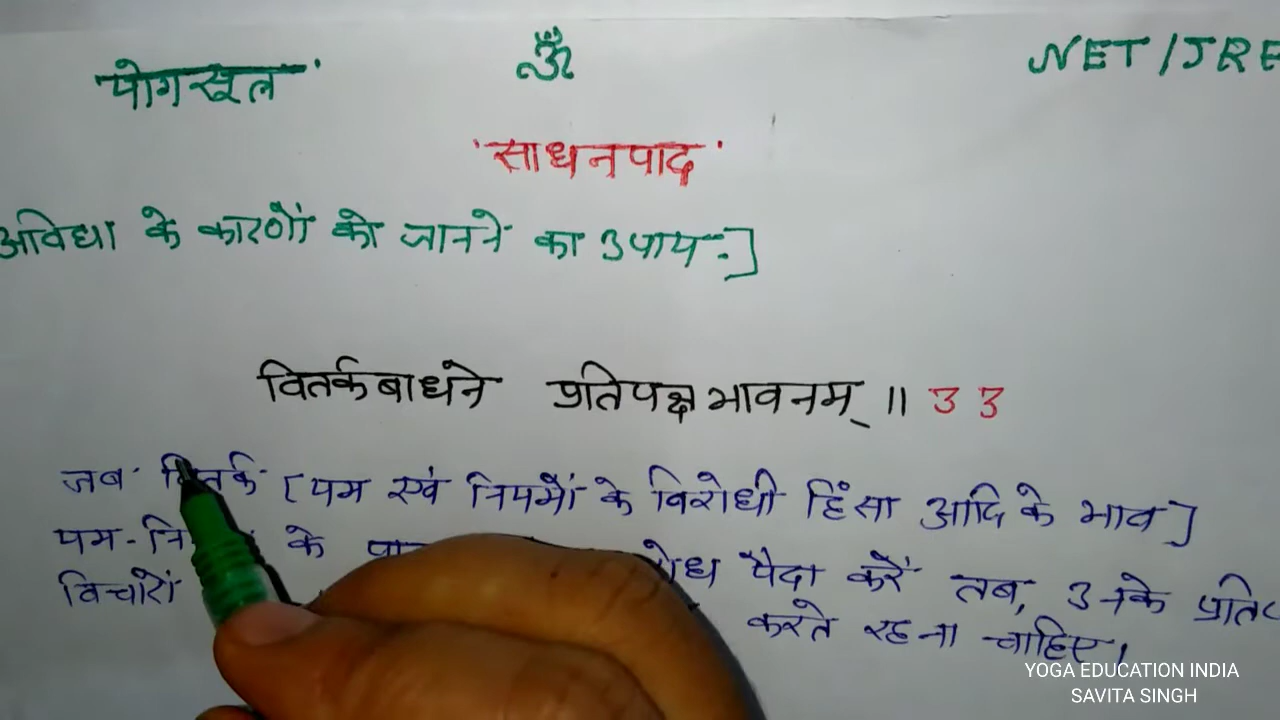 योगसूत्र ॐ NET/JRF
'साधनपाद'
अविद्या के कारणों को जानने का उपाय-]
वितर्कबाधने प्रतिपक्षभावनम् ॥ 33
जब वितर्क [यम एवं नियमों के विरोधी हिंसा आदि के भाव]
यम-नि के पा रोध पैदा करें तब, उनके प्रति
विचारों करते रहना चाहिए।
YOGA EDUCATION INDIA
SAVITA SINGH